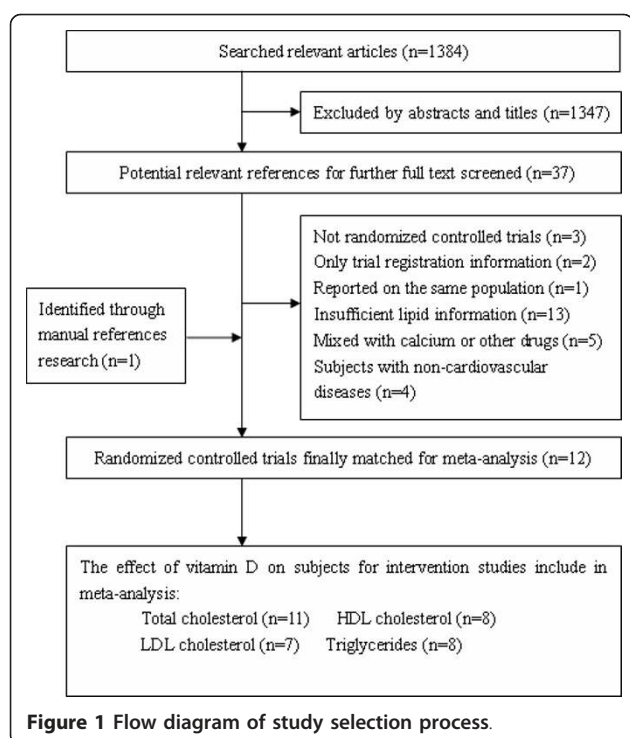 Searched relevant articles (n=1384)
Excluded by abstracts and titles (n=1347)
Potential relevant references for further full text screened (n=37)
Not randomized controlled trials (n=3)
Only trial registration information (n=2)
Reported on the same population (n=1)
Insufficient lipid information (n=13)
Mixed with calcium or other drugs (n=5)
Subjects with non-cardiovascular
diseases (n=4)
Identified through
manual references
research (n=1)
Randomized controlled trials finally matched for meta-analysis (n=12)
The effect of vitamin D on subjects for intervention studies include in
meta-analysis:
Total cholesterol (n=11) HDL cholesterol (n=8)
LDL cholesterol (n=7) Triglycerides (n=8)
Figure 1 Flow diagram of study selection process.